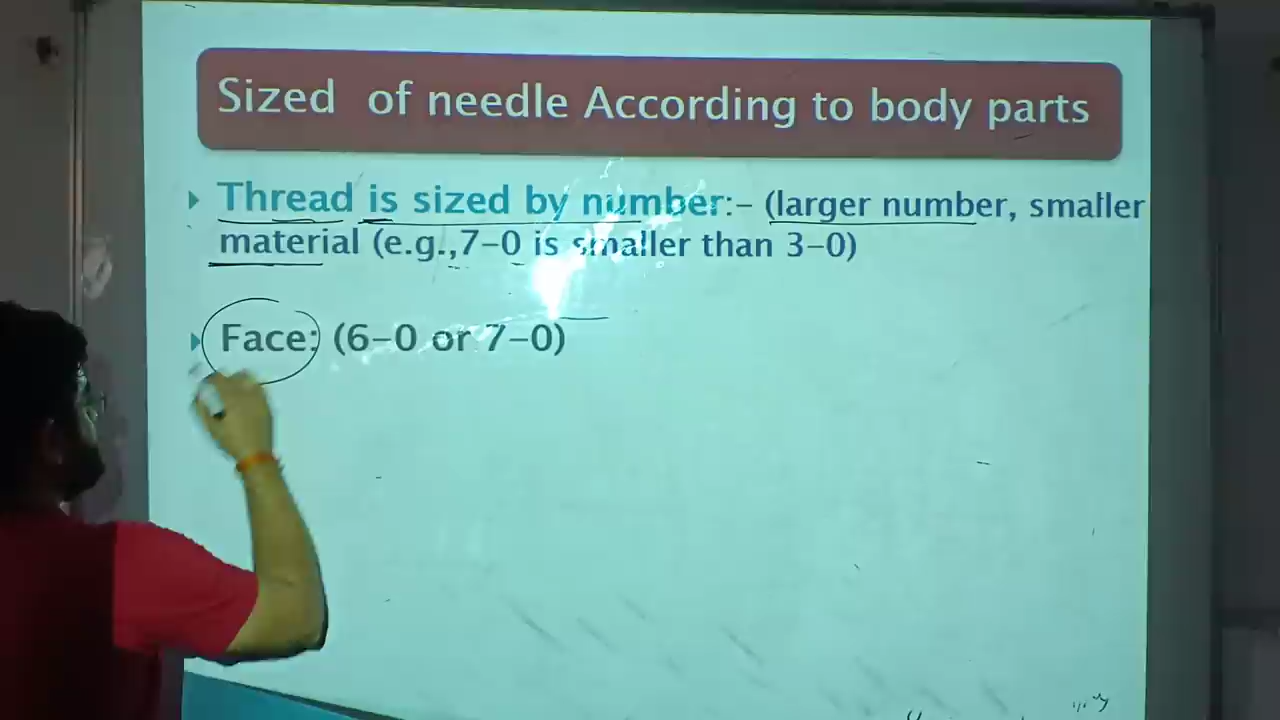 Sized of needle According to body parts
Thread is sized by number:– (larger number, smaller
material (e.g.,7–0 is smaller than 3–0)
Face: (6–0 or 7–0)